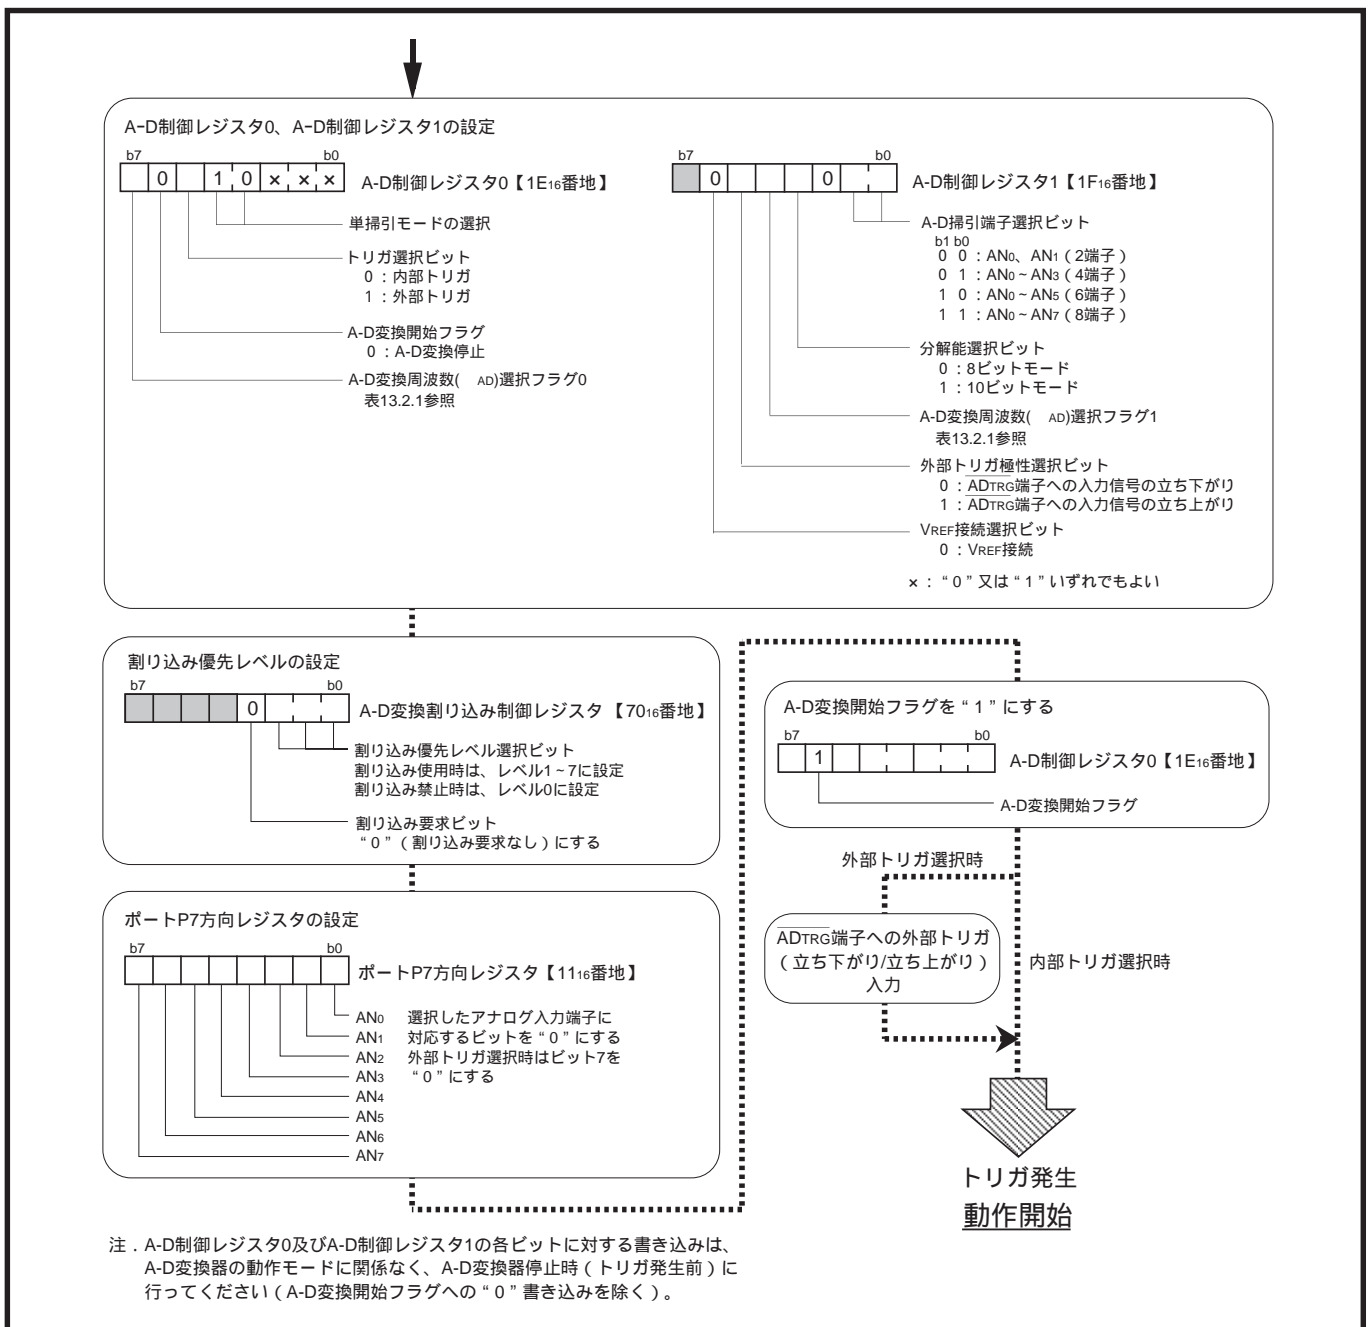 A-D制御レジスタ0、A-D制御レジスタ1の設定
b7 b0
0 1 0 × × × A-D制御レジスタ0【1E16番地】
単掃引モードの選択
トリガ選択ビット
0 : 内部トリガ
1 : 外部トリガ
A-D変換開始フラグ
0 : A-D変換停止
A-D変換周波数( AD)選択フラグ0
表13.2.1参照
b7 b0
0 0 A-D制御レジスタ1【1F16番地】
A-D掃引端子選択ビット
b1 b0
0 0 : AN0、AN1(2端子)
0 1 : AN0~AN3(4端子)
1 0 : AN0~AN5(6端子)
1 1 : AN0~AN7(8端子)
分解能選択ビット
0 : 8ビットモード
1 : 10ビットモード
A-D変換周波数( AD)選択フラグ1
表13.2.1参照
外部トリガ極性選択ビット
0 : ADTRG端子への入力信号の立ち下がり
1 : ADTRG端子への入力信号の立ち上がり
VREF接続選択ビット
0 : VREF接続
× : “0”又は“1”いずれでもよい
割り込み優先レベルの設定
b7 b0
0 A-D変換割り込み制御レジスタ【7016番地】
割り込み優先レベル選択ビット
割り込み使用時は、レベル1~7に設定
割り込み禁止時は、レベル0に設定
割り込み要求ビット
“0”(割り込み要求なし)にする
ポートP7方向レジスタの設定
b7 b0
ポートP7方向レジスタ【1116番地】
AN0 選択したアナログ入力端子に
AN1 対応するビットを“0”にする
AN2 外部トリガ選択時はビット7を
AN3 “0”にする
AN4
AN5
AN6
AN7
A-D変換開始フラグを“1”にする
b7 b0
1 A-D制御レジスタ0【1E16番地】
A-D変換開始フラグ
外部トリガ選択時
ADTRG端子への外部トリガ
(立ち下がり/立ち上がり)
入力
内部トリガ選択時
トリガ発生
動作開始
注.A-D制御レジスタ0及びA-D制御レジスタ1の各ビットに対する書き込みは、
A-D変換器の動作モードに関係なく、A-D変換器停止時(トリガ発生前)に
行ってください(A-D変換開始フラグへの“0”書き込みを除く)。